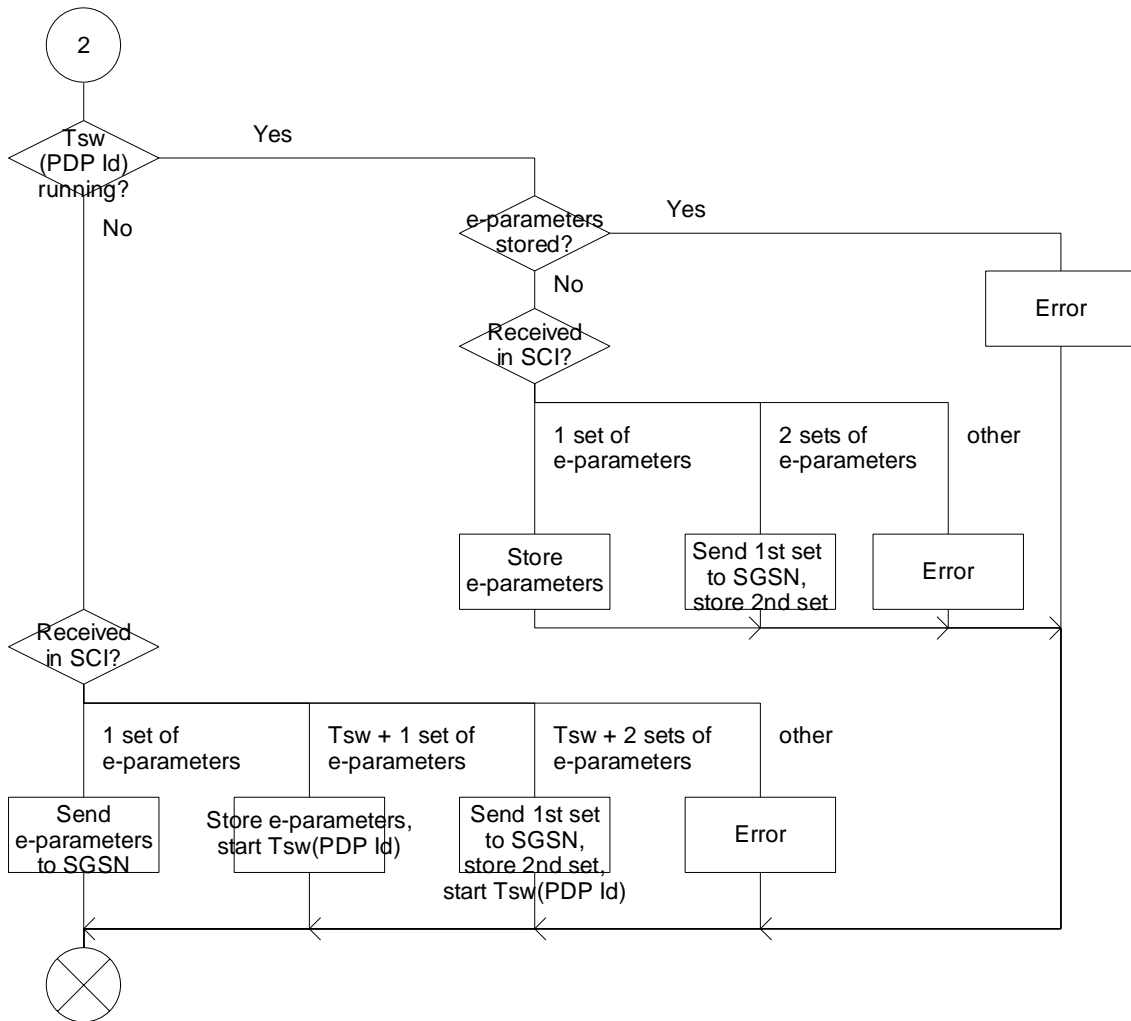 2
Tsw
(PDP Id)
running?
Yes
No
e-parameters
stored?
Yes
No
Error
Received
in SCI?
1 set of
e-parameters
2 sets of
e-parameters
other
Store
e-parameters
Send 1st set
to SGSN,
store 2nd set
Error
Received
in SCI?
1 set of
e-parameters
Tsw + 1 set of
e-parameters
Tsw + 2 sets of
e-parameters
other
Send
e-parameters
to SGSN
Store e-parameters,
start Tsw(PDP Id)
Send 1st set
to SGSN,
store 2nd set,
start Tsw(PDP Id)
Error